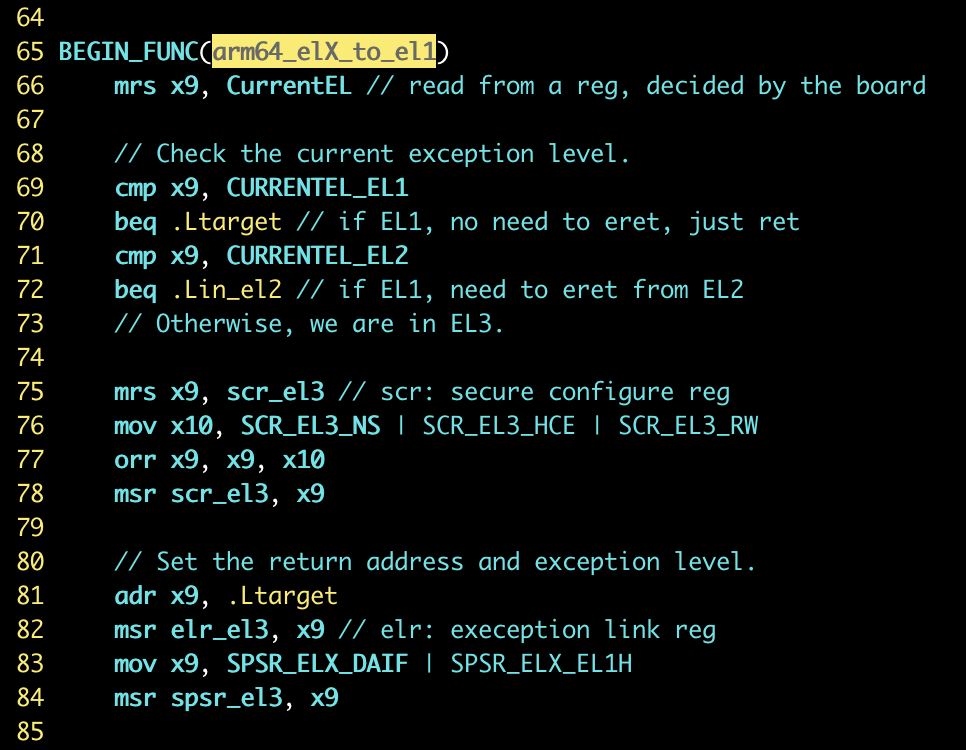 64
65 BEGIN_FUNC(arm64_elX_to_el1)
66     mrs x9, CurrentEL // read from a reg, decided by the board
67
68     // Check the current exception level.
69     cmp x9, CURRENTEL_EL1
70     beq .Ltarget // if EL1, no need to eret, just ret
71     cmp x9, CURRENTEL_EL2
72     beq .Lin_el2 // if EL1, need to eret from EL2
73     // Otherwise, we are in EL3.
74
75     mrs x9, scr_el3 // scr: secure configure reg
76     mov x10, SCR_EL3_NS | SCR_EL3_HCE | SCR_EL3_RW
77     orr x9, x9, x10
78     msr scr_el3, x9
79
80     // Set the return address and exception level.
81     adr x9, .Ltarget
82     msr elr_el3, x9 // elr: exeception link reg
83     mov x9, SPSR_ELX_DAIF | SPSR_ELX_EL1H
84     msr spsr_el3, x9
85